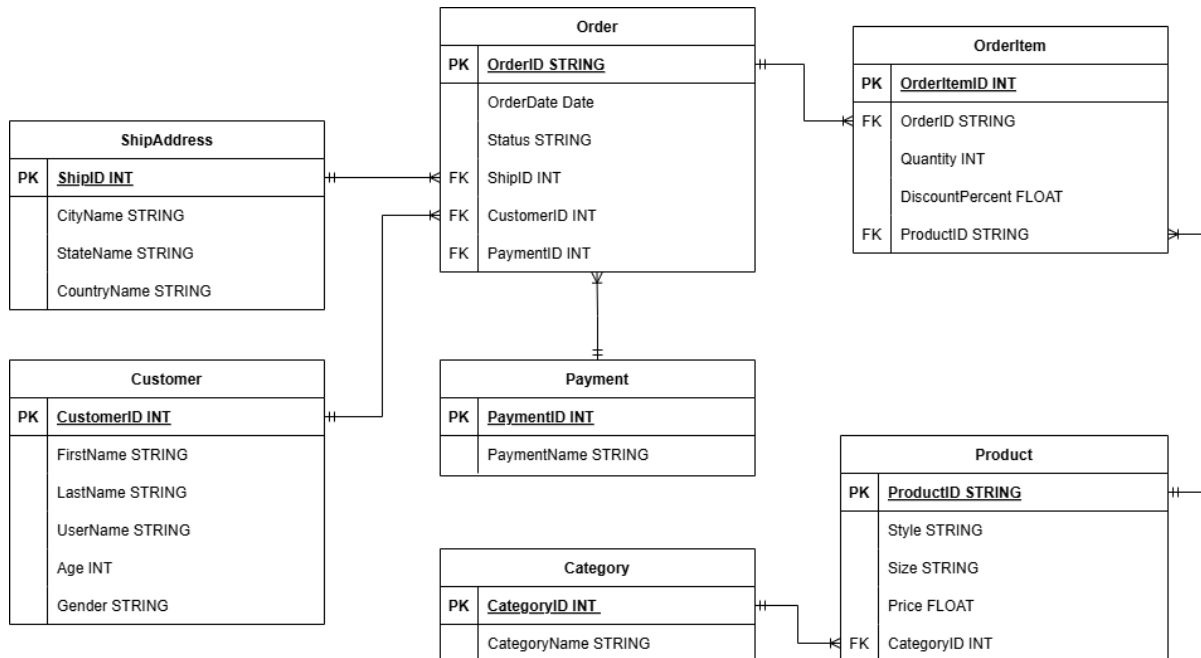 Order
PK OrderID STRING
OrderDate Date
Status STRING
FK ShipID INT
FK CustomerID INT
FK PaymentID INT
OrderItem
PK OrderItemID INT
FK OrderID STRING
Quantity INT
DiscountPercent FLOAT
FK ProductID STRING
ShipAddress
PK ShipID INT
CityName STRING
StateName STRING
CountryName STRING
Customer
PK CustomerID INT
FirstName STRING
LastName STRING
UserName STRING
Age INT
Gender STRING
Payment
PK PaymentID INT
PaymentName STRING
Product
PK ProductID STRING
Style STRING
Size STRING
Price FLOAT
FK CategoryID INT
Category
PK CategoryID INT
CategoryName STRING